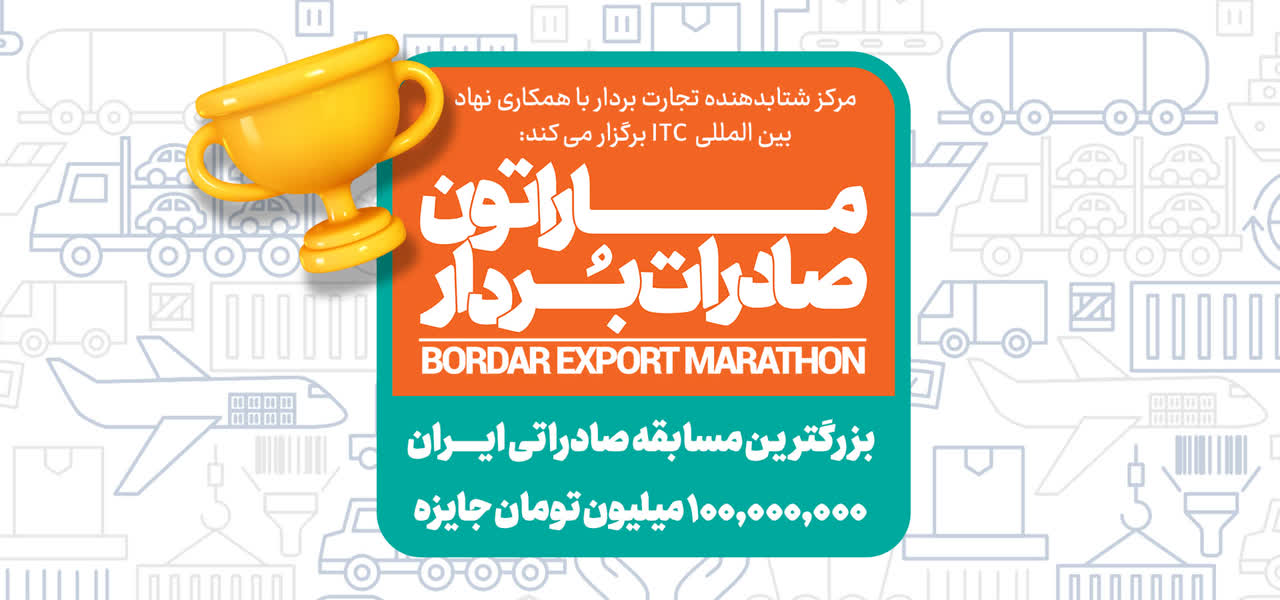 مرکز شتابدهنده تجارت بردار با همکاری نهاد
بین المللی ITC برگزار می‌کند:
ماراتون
صادرات بُردار
BORDAR EXPORT MARATHON
بزرگترین مسابقه صادراتی ایران
۱۰۰,۰۰۰,۰۰۰ میلیون تومان جایزه